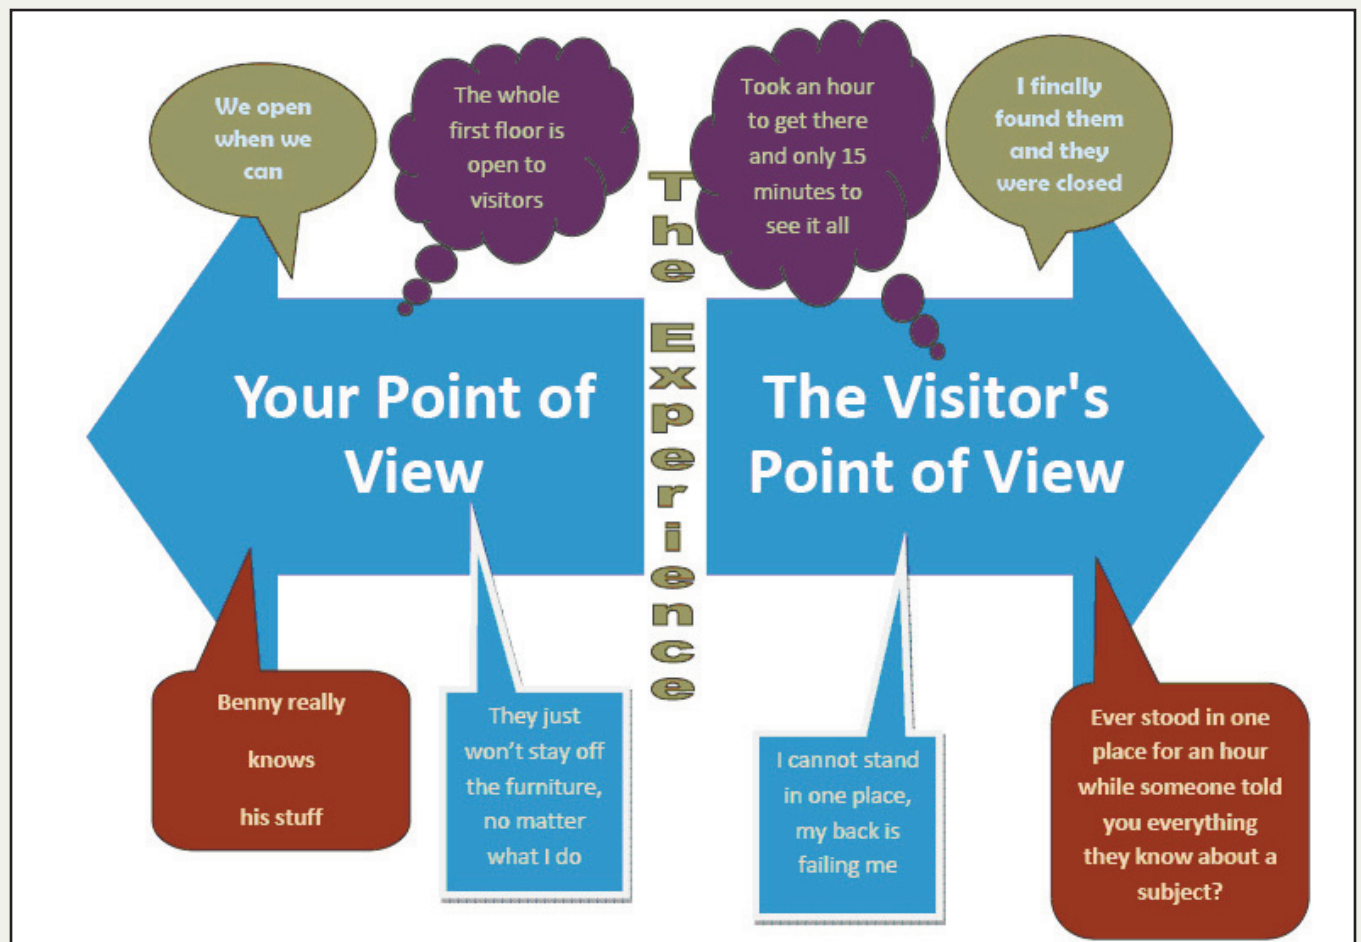 We open
when we
can
The whole
first floor is
open to
visitors
Took an hour
to get there
and only 15
minutes to
see it all
I finally
found them
and they
were closed
The Experience
Your Point of
View
The Visitor's
Point of View
Benny really
knows
his stuff
They just
won't stay off
the furniture,
no matter
what I do
I cannot stand
in one place,
my back is
failing me
Ever stood in one
place for an hour
while someone told
you everything
they know about a
subject?